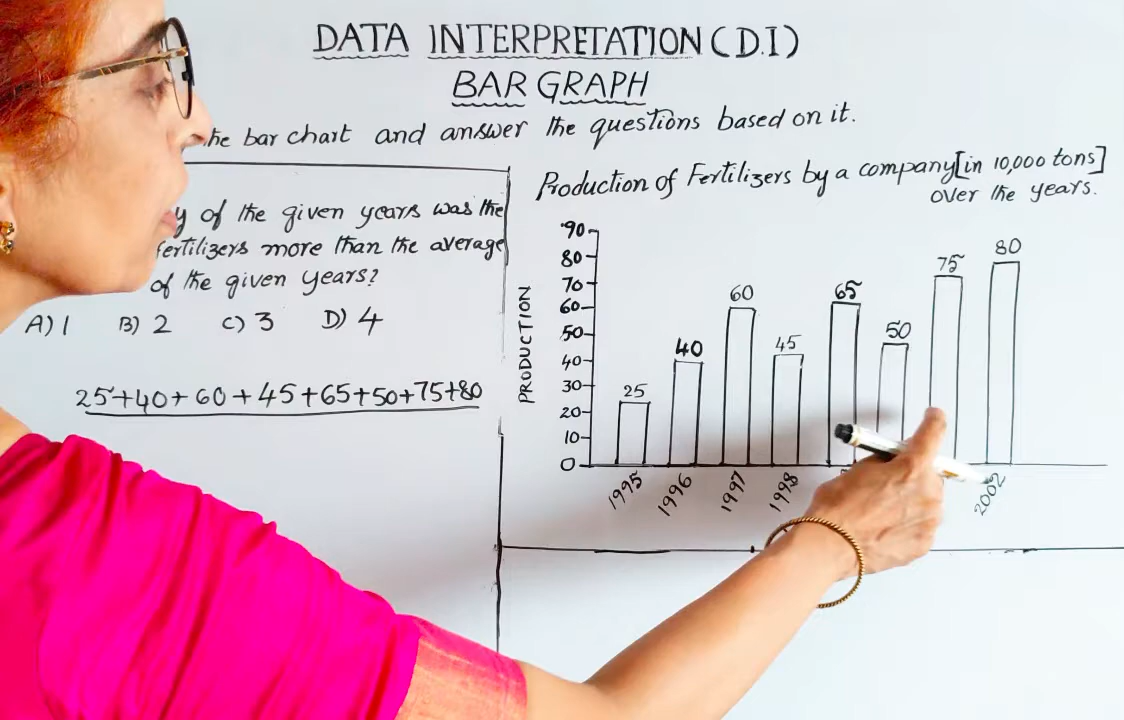 DATA INTERPRETATION (D.I)
BAR GRAPH
the bar chart and answer the questions based on it.
y of the given years was the
fertilizers more than the average
of the given years?
A) 1 B) 2 C) 3 D) 4
25+40+60+45+65+50+75+80
Production of Fertilizers by a company [in 10,000 tons]
over the years.
PRODUCTION
90
80
70
60
50
40
30
20
10
0
25
40
60
45
65
50
75
80
1995
1996
1997
1998
2002